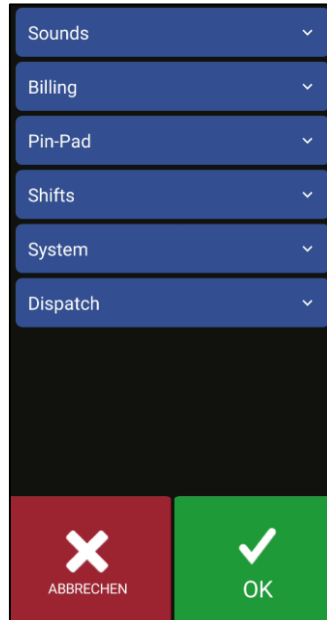 Sounds
Billing
Pin-Pad
Shifts
System
Dispatch
ABBRECHEN
OK